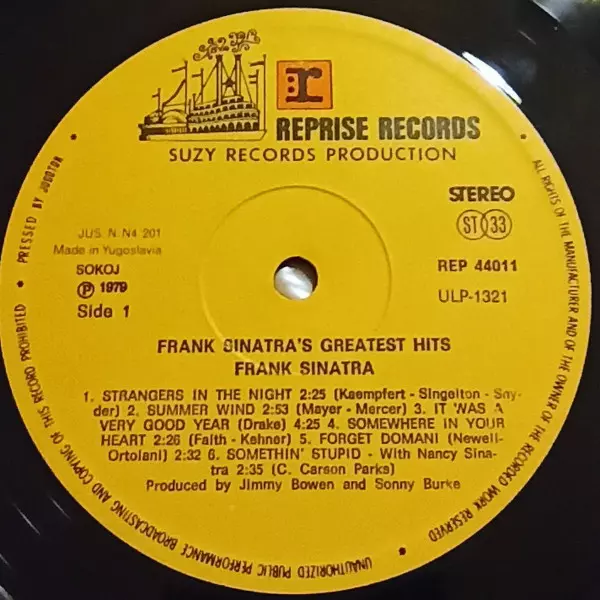 r
REPRISE RECORDS
SUZY RECORDS PRODUCTION
STEREO
JUS. N. N4 201
Made in Yugoslavia
ST 33
SOKOJ
REP 44011
Ⓟ 1979
ULP-1321
Side 1
FRANK SINATRA'S GREATEST HITS
FRANK SINATRA
1. STRANGERS IN THE NIGHT 2:25 (Kaempfert - Singelton - Sny-
der) 2. SUMMER WIND 2:53 (Mayer - Mercer) 3. IT WAS A
VERY GOOD YEAR (Drake) 4:25 4. SOMEWHERE IN YOUR
HEART 2:26 (Faith - Kehner) 5. FORGET DOMANI (Newell-
Ortolani) 2:32 6. SOMETHIN' STUPID - With Nancy Sina-
tra 2:35 (C. Carson Parks)
Produced by Jimmy Bowen and Sonny Burke
• PRESSED BY JUGOTON •
ALL RIGHTS OF THE MANUFACTURER AND OF THE OWNER OF THE RECORDED WORK RESERVED •
UNAUTHORIZED PUBLIC PERFORMANCE BROADCASTING AND COPYING OF THIS RECORD PROHIBITED